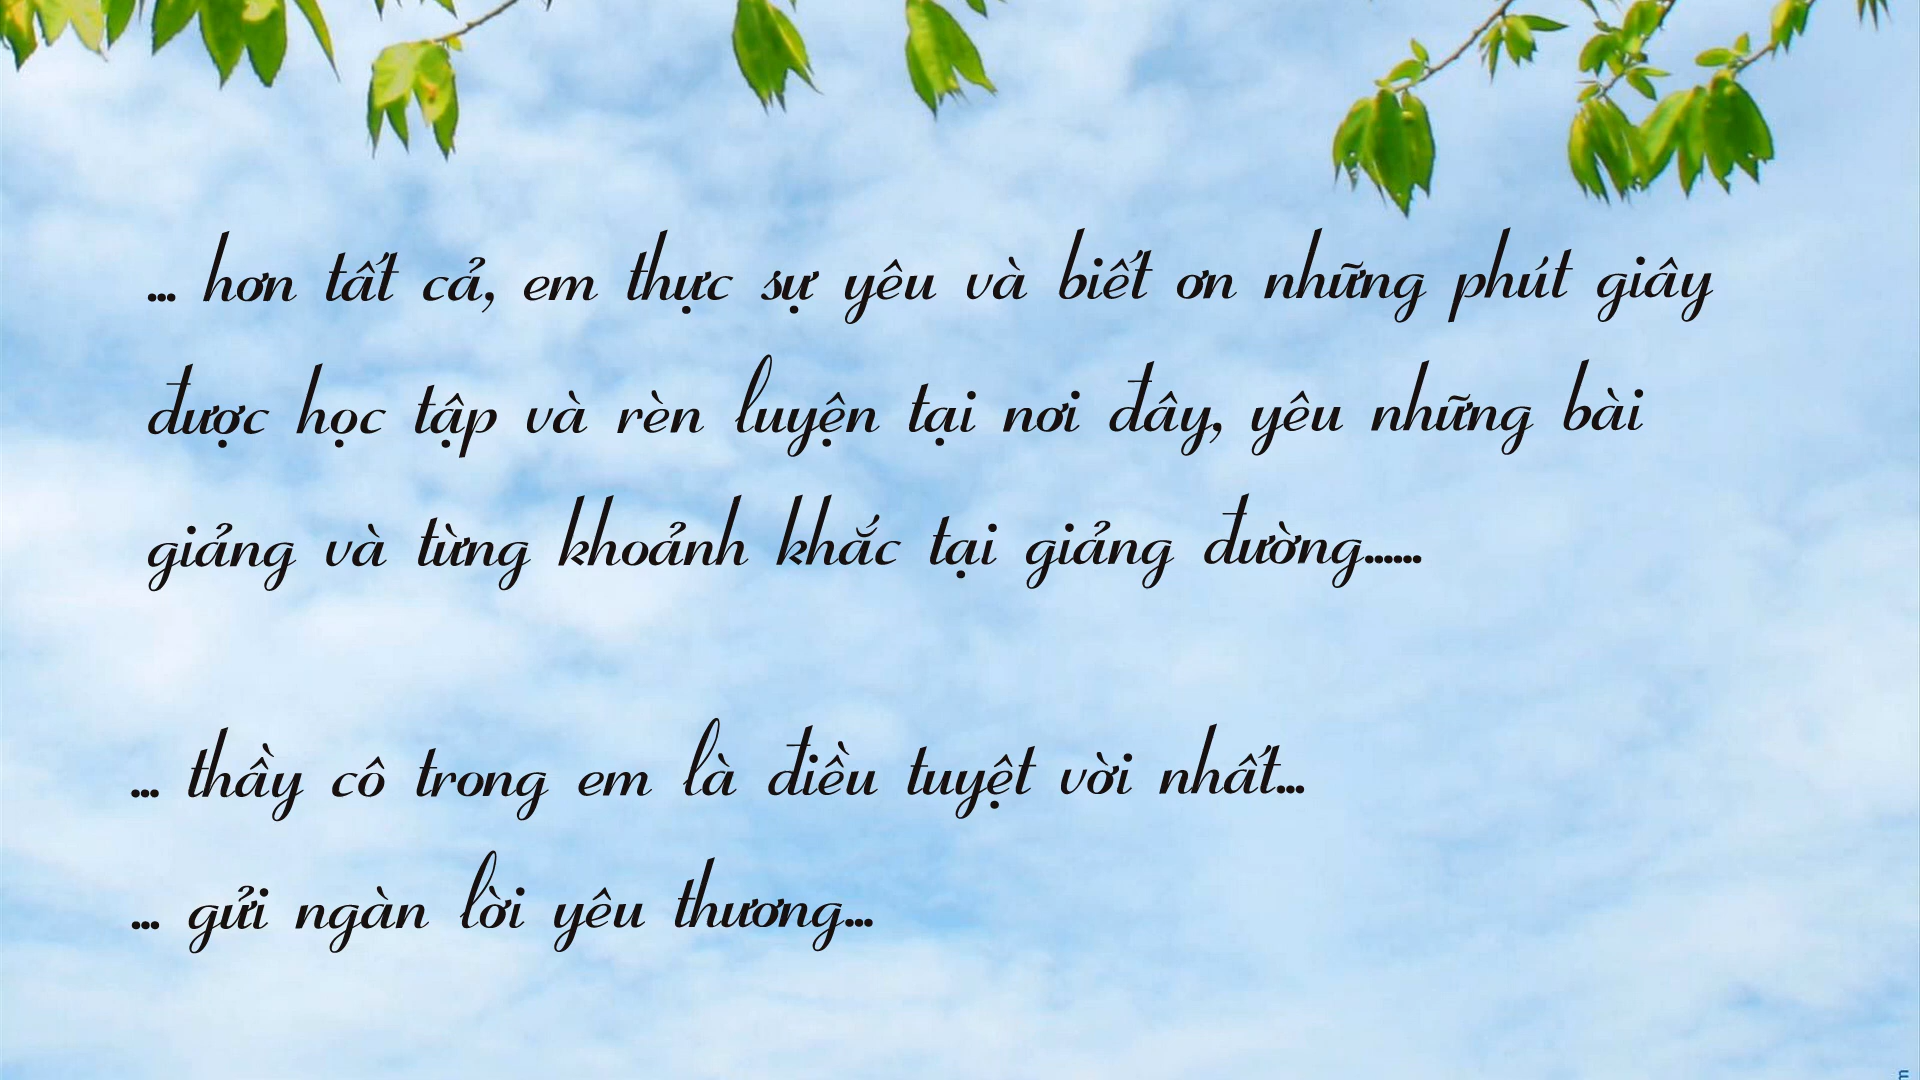 ... hơn tất cả, em thực sự yêu và biết ơn những phút giây
được học tập và rèn luyện tại nơi đây, yêu những bài
giảng và từng khoảnh khắc tại giảng đường......
... thầy cô trong em là điều tuyệt vời nhất...
... gửi ngàn lời yêu thương...